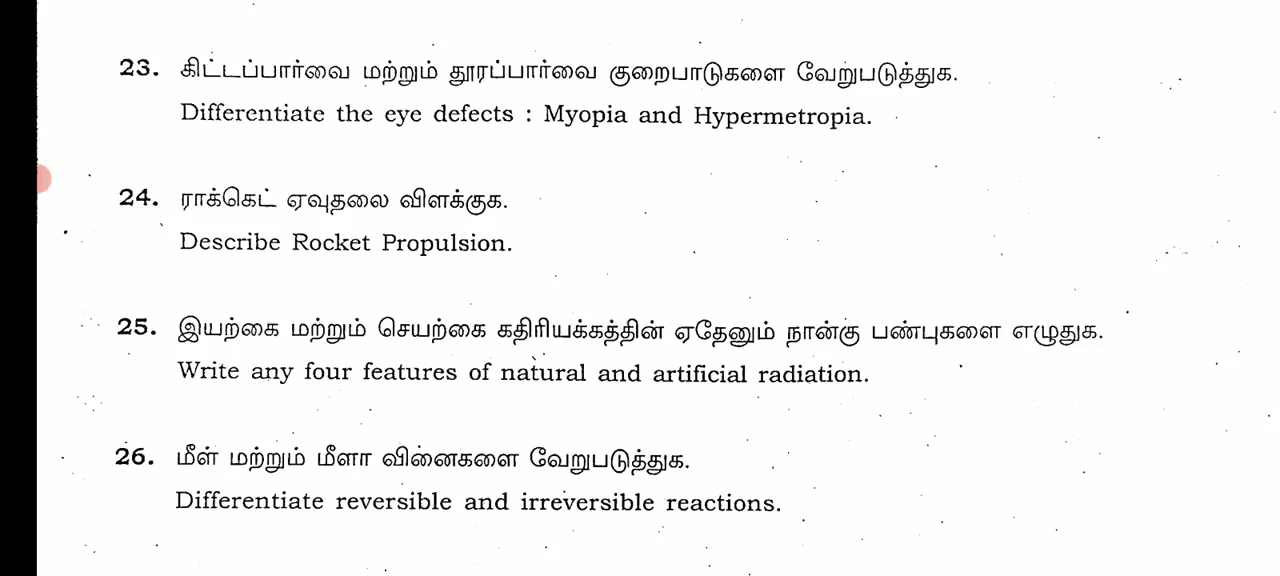 23. கிட்டப்பார்வை மற்றும் தூரப்பார்வை குறைபாடுகளை வேறுபடுத்துக.
Differentiate the eye defects : Myopia and Hypermetropia.
24. ராக்கெட் ஏவுதலை விளக்குக.
Describe Rocket Propulsion.
25. இயற்கை மற்றும் செயற்கை கதிரியக்கத்தின் ஏதேனும் நான்கு பண்புகளை எழுதுக.
Write any four features of natural and artificial radiation.
26. மீள் மற்றும் மீளா வினைகளை வேறுபடுத்துக.
Differentiate reversible and irreversible reactions.